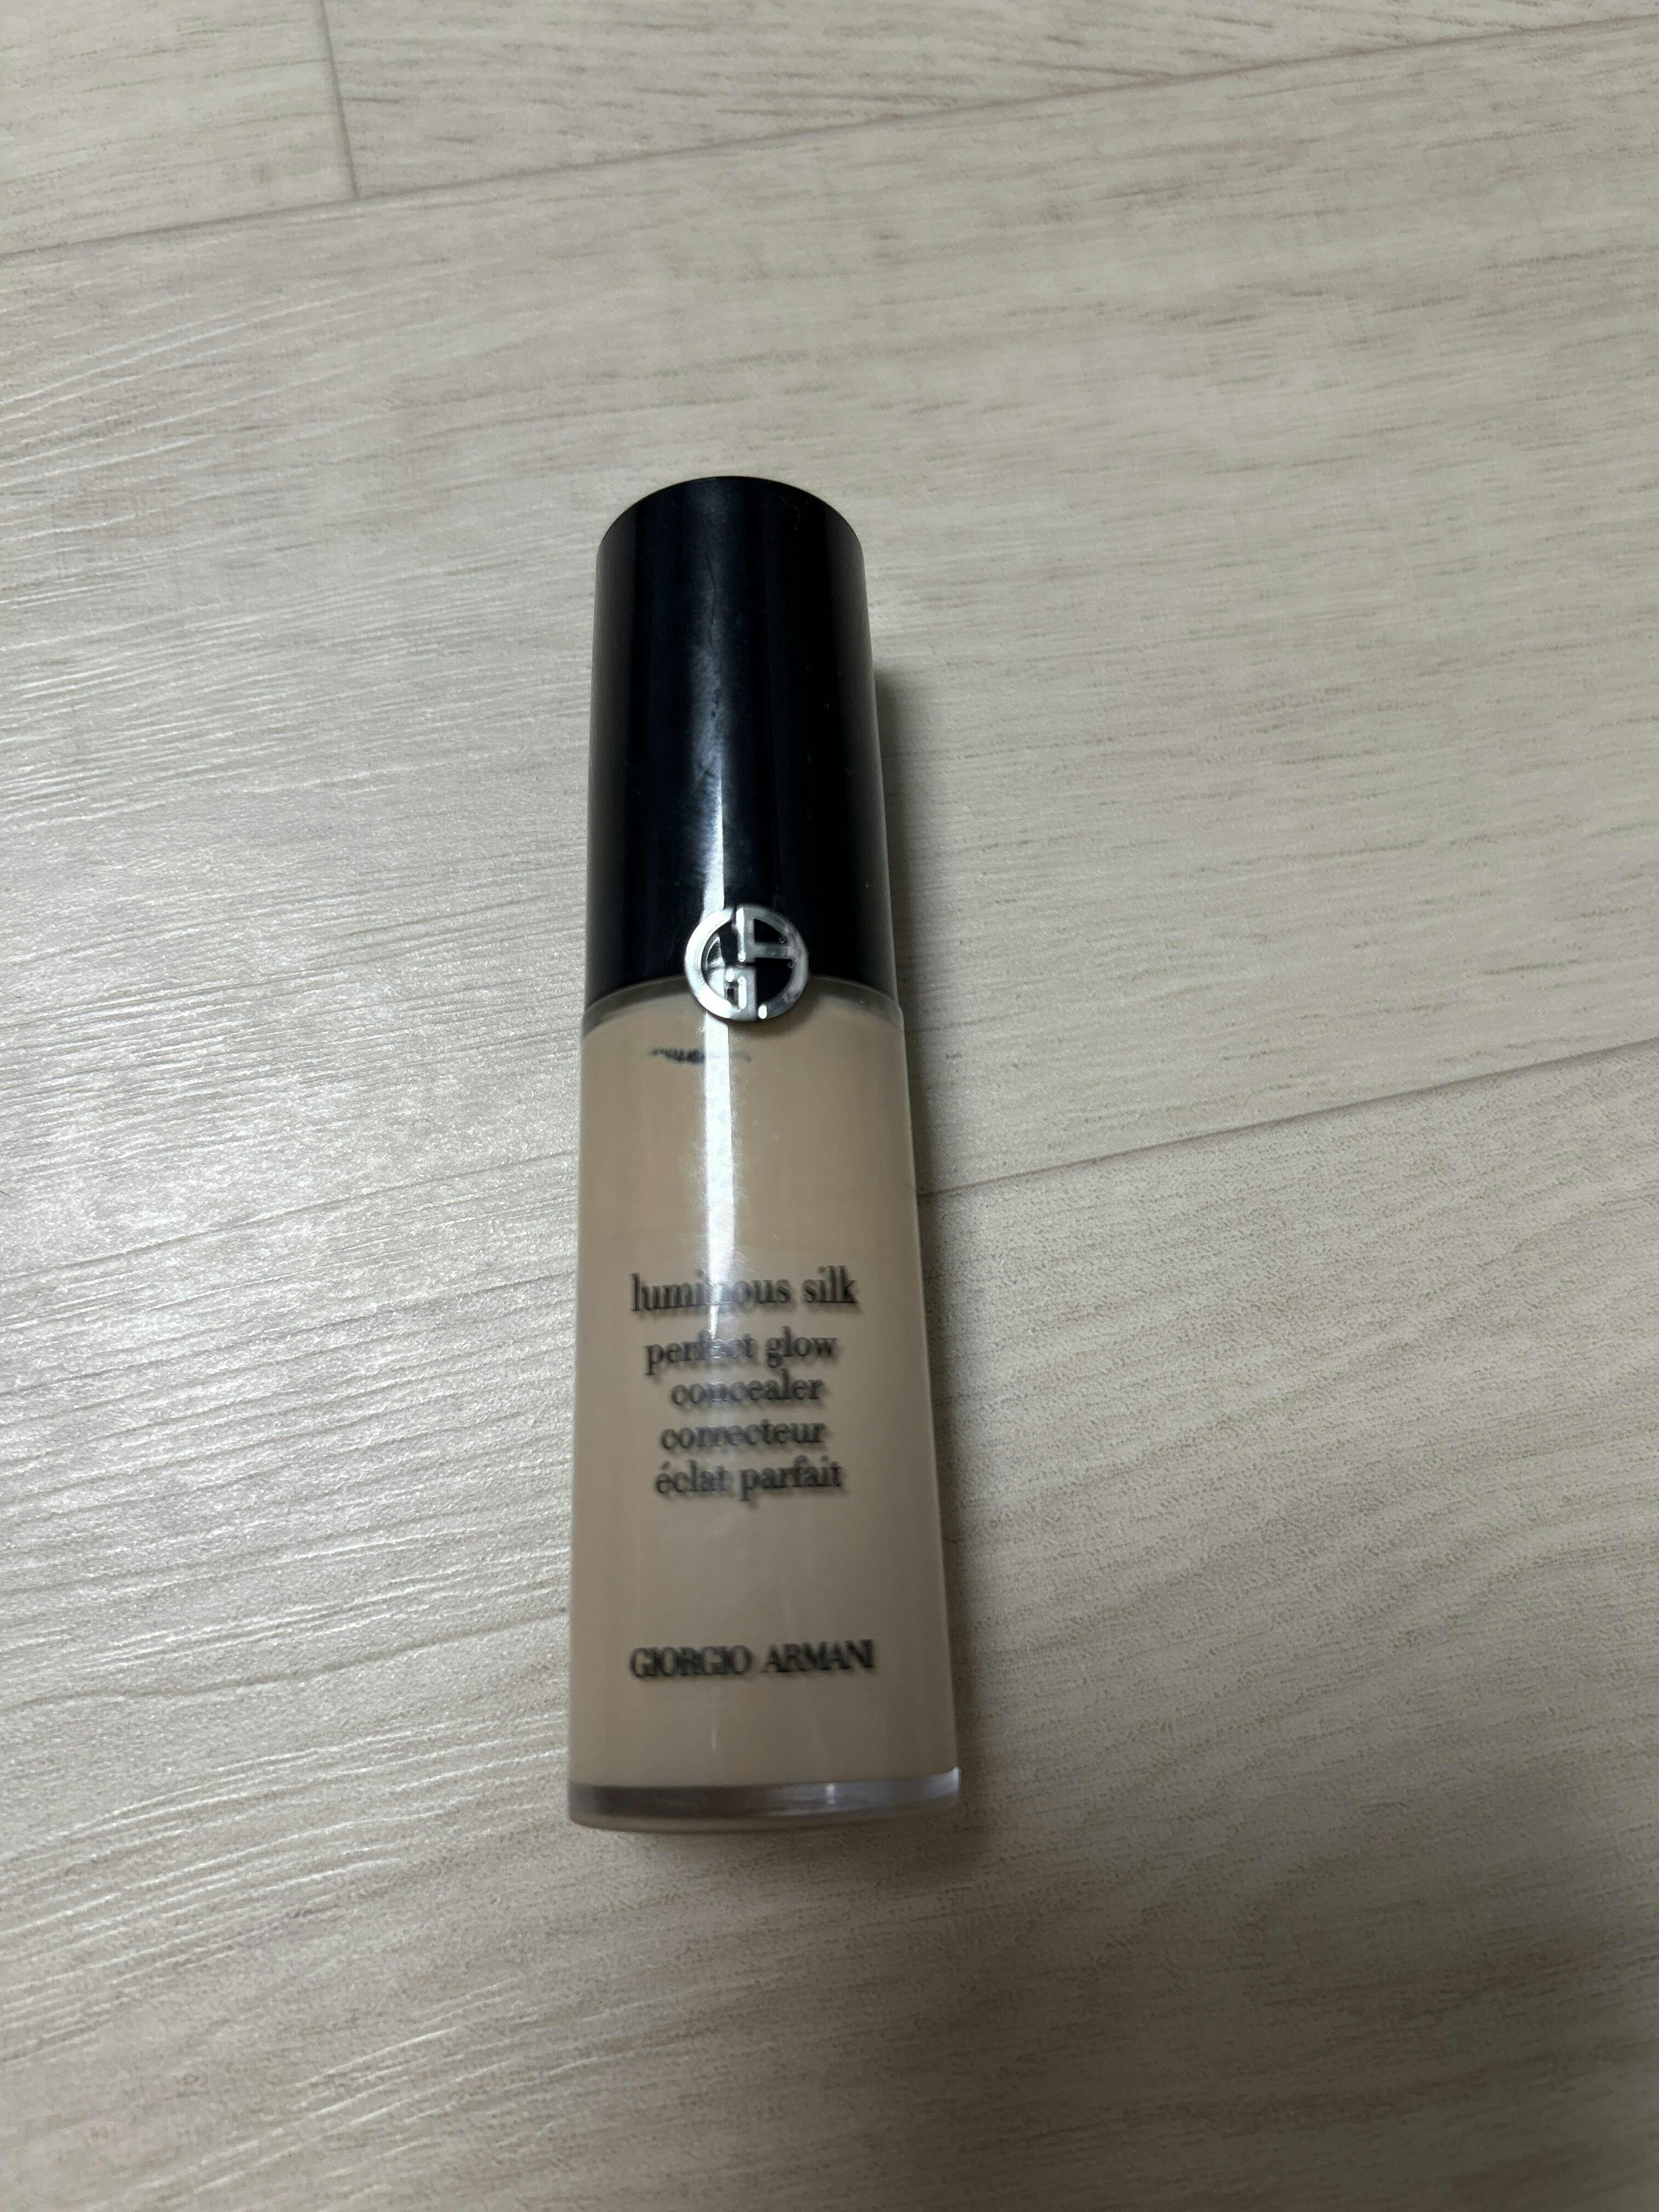 luminous silk
perfect glow
concealer
correcteur
éclat parfait
GIORGIO ARMANI